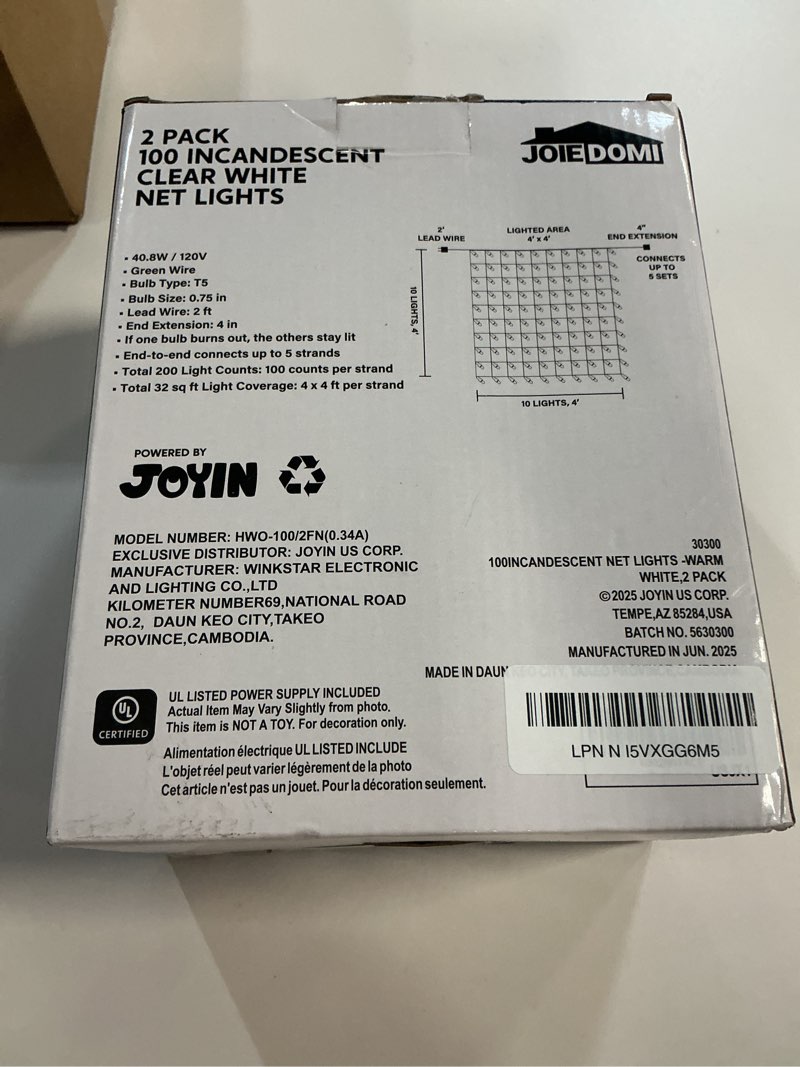 2 PACK
100 INCANDESCENT
CLEAR WHITE
NET LIGHTS
JOIEDOMI
• 40.8W / 120V
• Green Wire
• Bulb Type: T5
• Bulb Size: 0.75 in
• Lead Wire: 2 ft
• End Extension: 4 in
• If one bulb burns out, the others stay lit
• End-to-end connects up to 5 strands
• Total 200 Light Counts: 100 counts per strand
• Total 32 sq ft Light Coverage: 4 x 4 ft per strand
2'
LEAD WIRE
LIGHTED AREA
4' x 4'
4"
END EXTENSION
CONNECTS
UP TO
5 SETS
10 LIGHTS, 4'
10 LIGHTS, 4'
POWERED BY
JOYIN
MODEL NUMBER: HWO-100/2FN(0.34A)
EXCLUSIVE DISTRIBUTOR: JOYIN US CORP.
MANUFACTURER: WINKSTAR ELECTRONIC
AND LIGHTING CO.,LTD
KILOMETER NUMBER69,NATIONAL ROAD
NO.2, DAUN KEO CITY,TAKEO
PROVINCE,CAMBODIA.
30300
100INCANDESCENT NET LIGHTS -WARM
WHITE,2 PACK
©2025 JOYIN US CORP.
TEMPE,AZ 85284,USA
BATCH NO. 5630300
MANUFACTURED IN JUN. 2025
MADE IN DAUN
LPN N I5VXGG6M5
UL
CERTIFIED
UL LISTED POWER SUPPLY INCLUDED
Actual Item May Vary Slightly from photo.
This item is NOT A TOY. For decoration only.
Alimentation électrique UL LISTED INCLUDE
L'objet réel peut varier légèrement de la photo
Cet article n'est pas un jouet. Pour la décoration seulement.